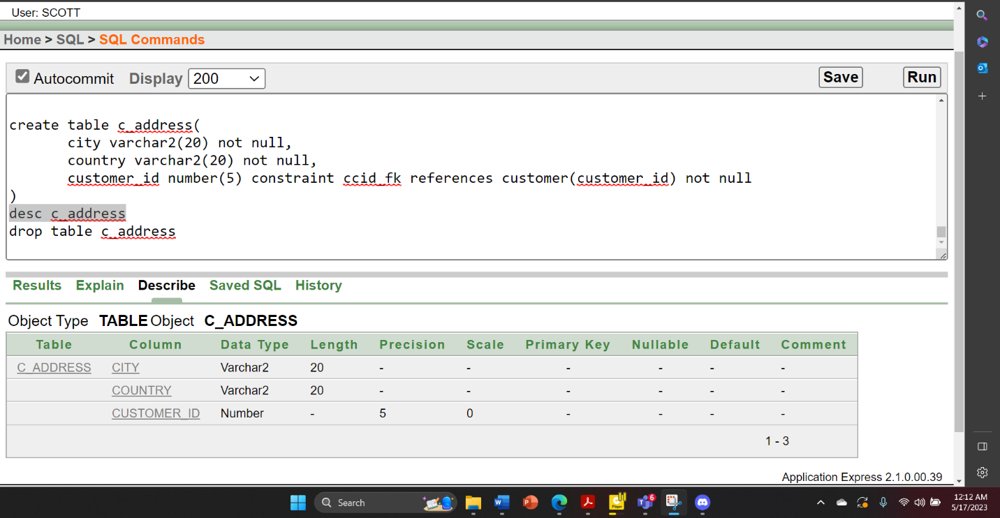 User: SCOTT
Home > SQL > SQL Commands
Autocommit Display 200 Save Run
create table c_address(
city varchar2(20) not null,
country varchar2(20) not null,
customer_id number(5) constraint ccid_fk references customer(customer_id) not null
)
desc c_address
drop table c_address
Results Explain Describe Saved SQL History
Object Type TABLE Object C_ADDRESS
Table Column Data Type Length Precision Scale Primary Key Nullable Default Comment
C_ADDRESS CITY Varchar2 20 - - - - - -
COUNTRY Varchar2 20 - - - - - -
CUSTOMER_ID Number - 5 0 - - - -
1 - 3
Application Express 2.1.0.00.39
Search 6 12:12 AM
5/17/2023